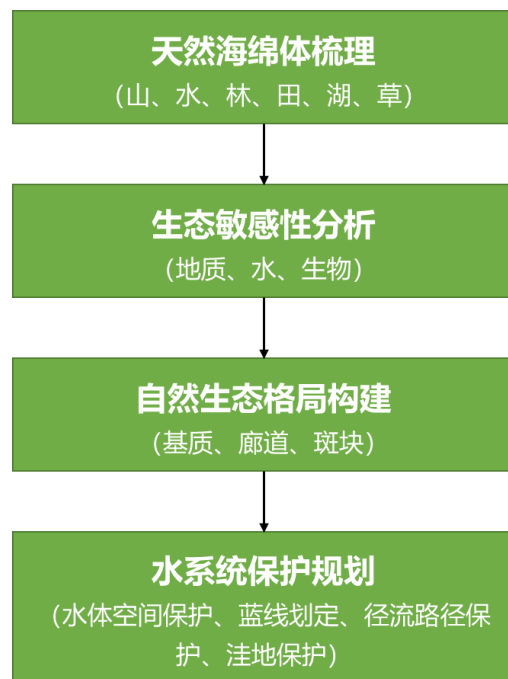 天然海绵体梳理
（山、水、林、田、湖、草）
生态敏感性分析
（地质、水、生物）
自然生态格局构建
（基质、廊道、斑块）
水系统保护规划
（水体空间保护、蓝线划定、径流路径保
护、洼地保护）